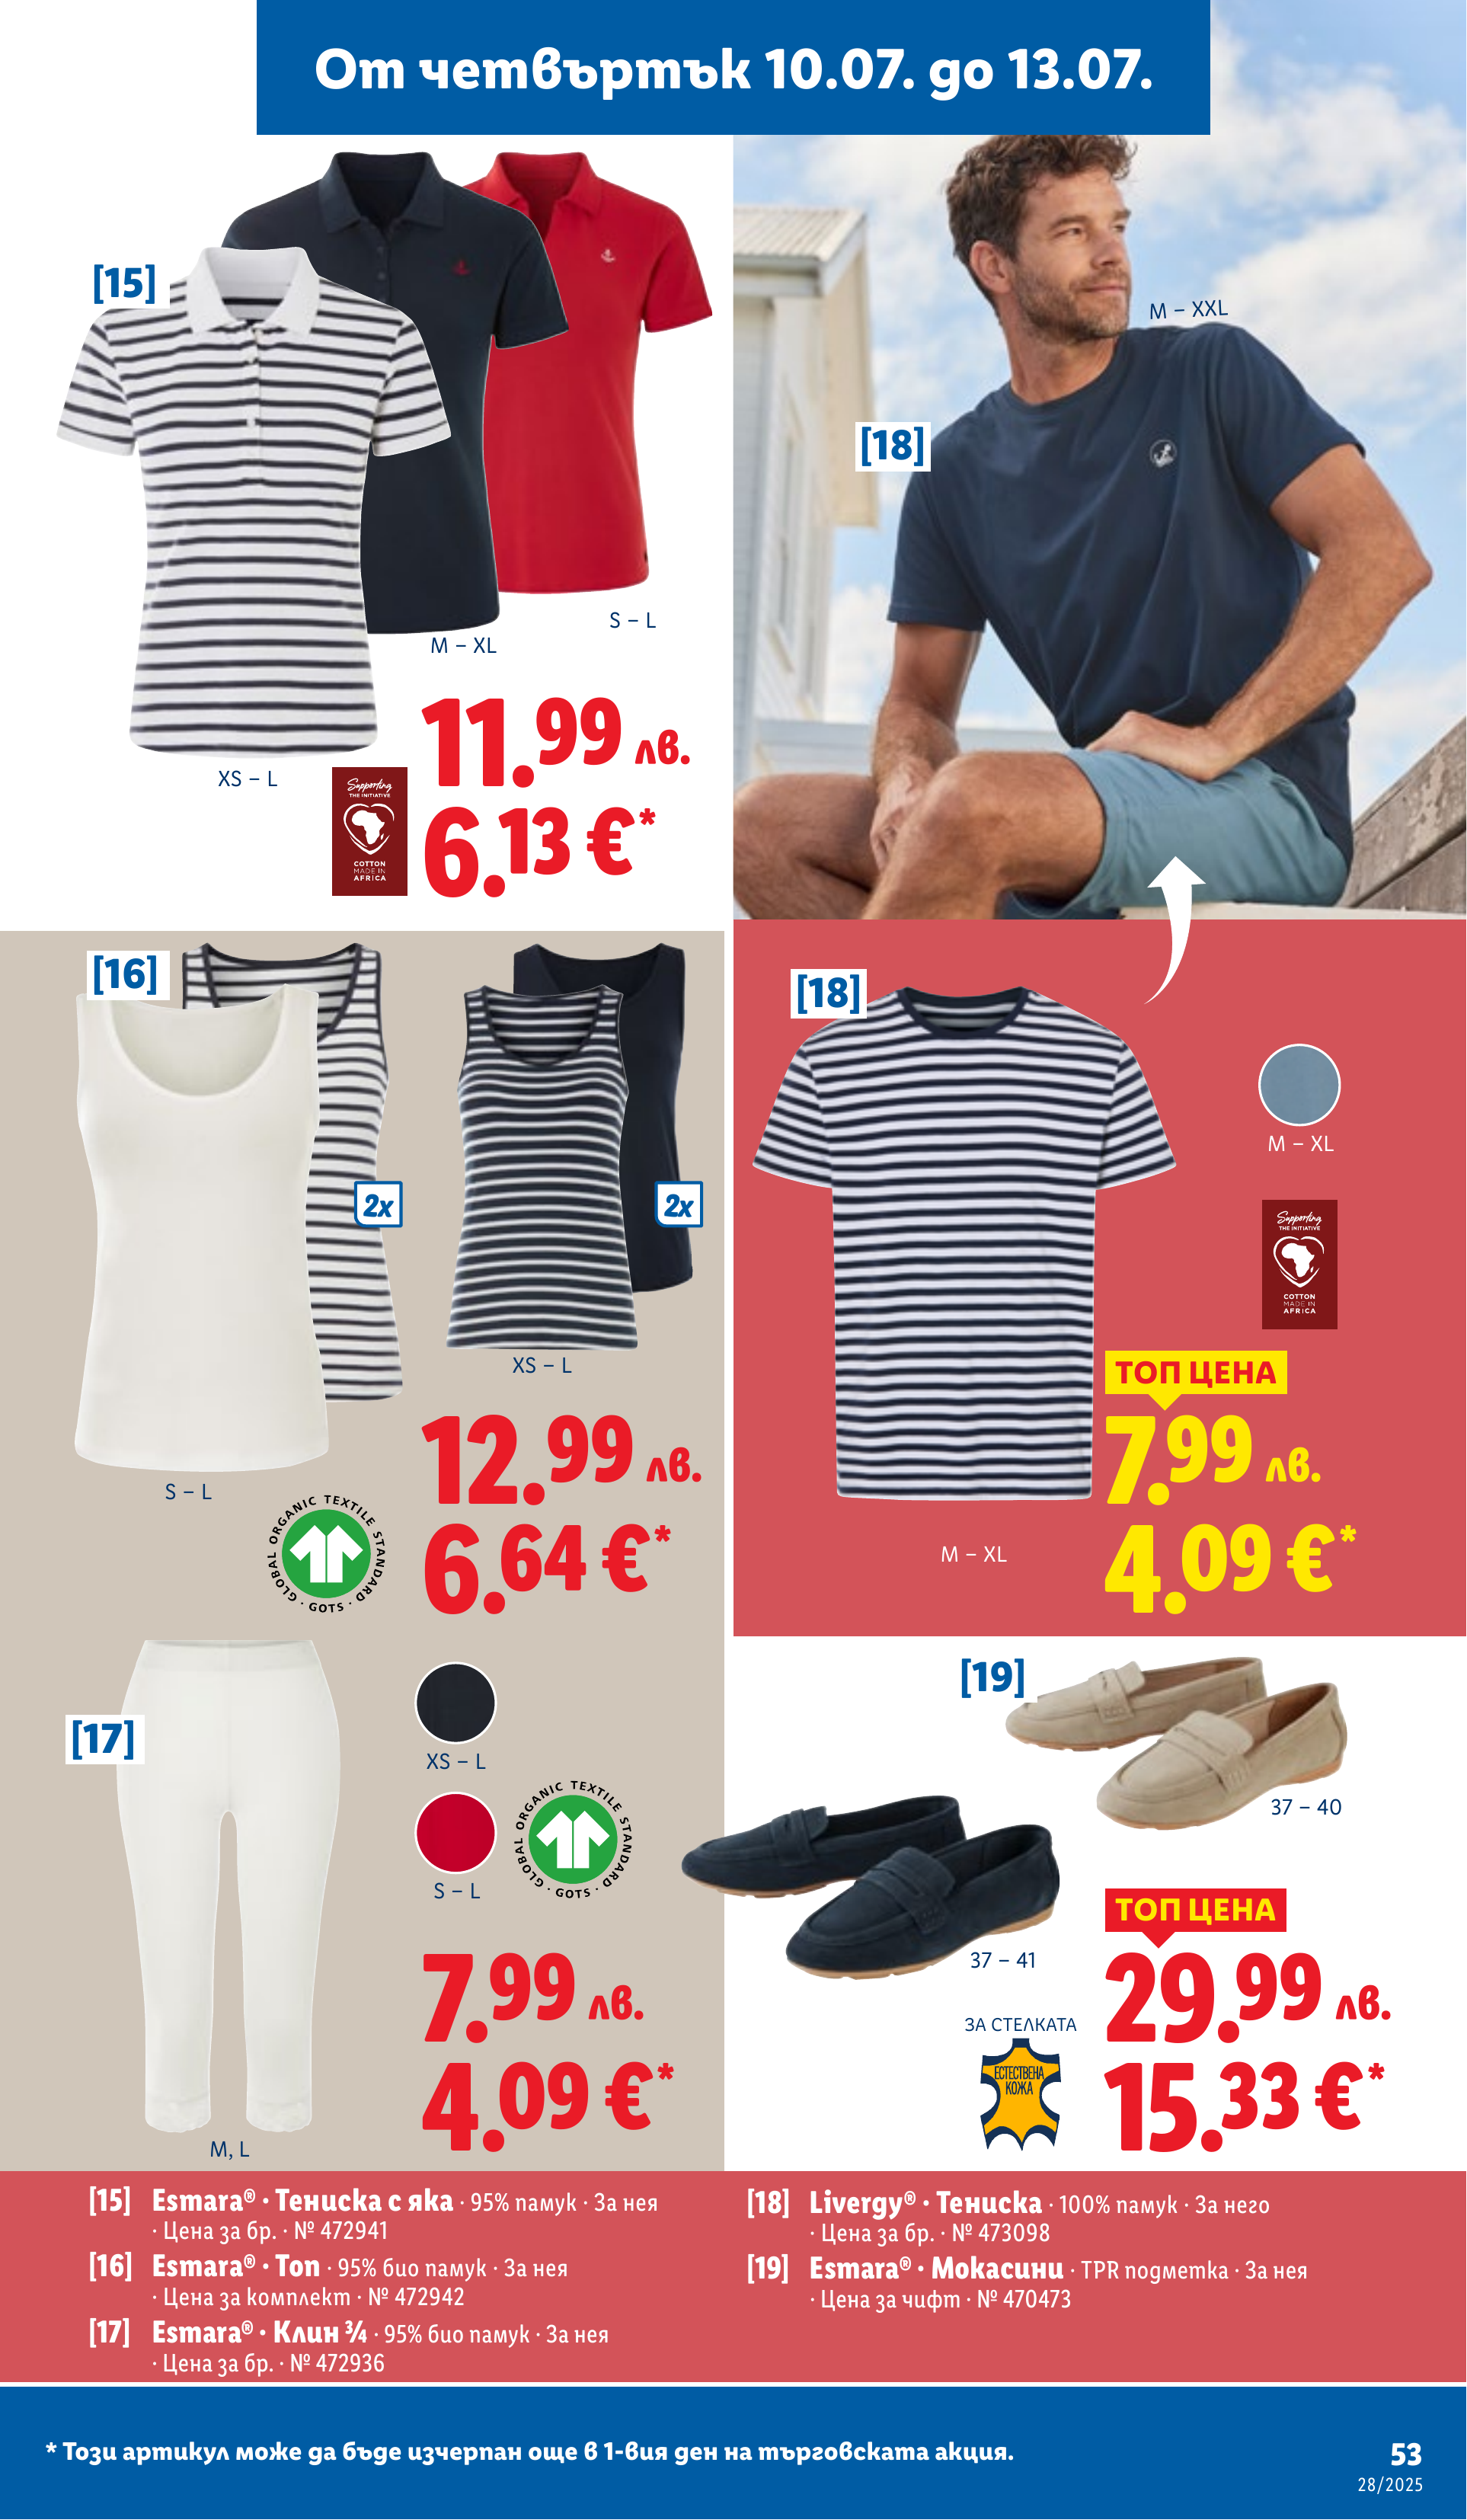 От четвъртък 10.07. до 13.07.
[15]
S – L
M – XL
XS – L
Supporting
THE INITIATIVE
COTTON
MADE IN
AFRICA
11.99 лв.
6.13 €*
M – XXL
[18]
[16]
2x
2x
XS – L
S – L
GLOBAL ORGANIC TEXTILE STANDARD · GOTS ·
12.99 лв.
6.64 €*
[18]
M – XL
Supporting
THE INITIATIVE
COTTON
MADE IN
AFRICA
ТОП ЦЕНА
7.99 лв.
4.09 €*
M – XL
[17]
XS – L
S – L
GLOBAL ORGANIC TEXTILE STANDARD · GOTS ·
7.99 лв.
4.09 €*
M, L
[19]
37 – 40
37 – 41
ЗА СТЕЛКАТА
ЕСТЕСТВЕНА
КОЖА
ТОП ЦЕНА
29.99 лв.
15.33 €*
[15] Esmara® · Тениска с яка · 95% памук · За нея
· Цена за бр. · № 472941
[16] Esmara® · Топ · 95% био памук · За нея
· Цена за комплект · № 472942
[17] Esmara® · Клин ¾ · 95% био памук · За нея
· Цена за бр. · № 472936
[18] Livergy® · Тениска · 100% памук · За него
· Цена за бр. · № 473098
[19] Esmara® · Мокасини · TPR подметка · За нея
· Цена за чифт · № 470473
* Този артикул може да бъде изчерпан още в 1-вия ден на търговската акция.
53
28/2025